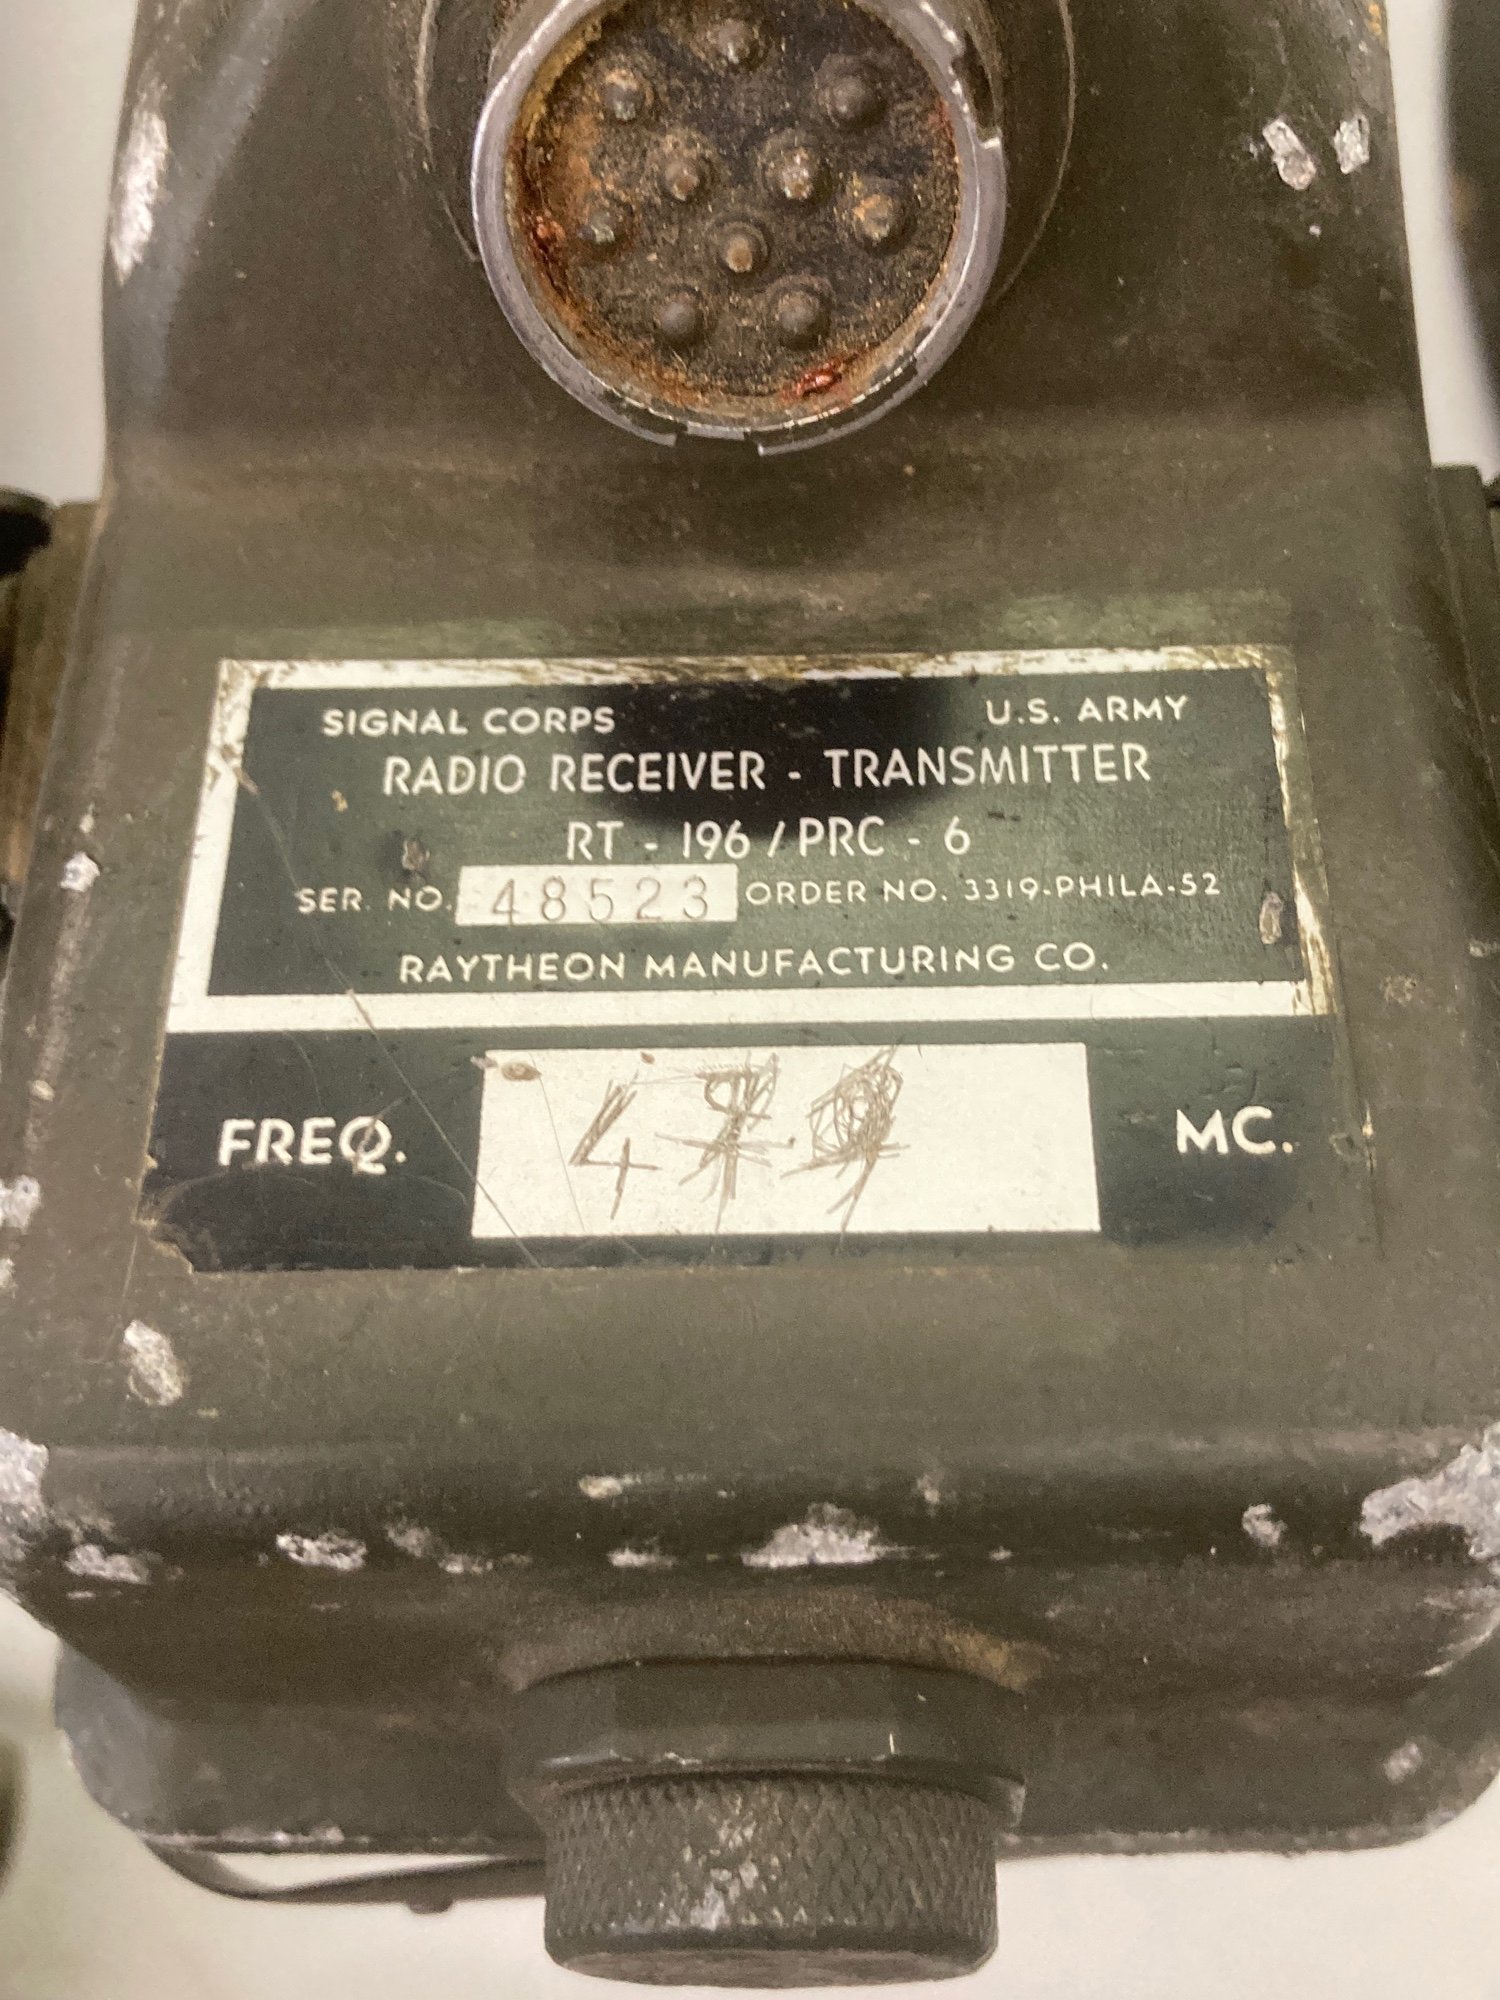 SIGNAL CORPS U.S. ARMY
RADIO RECEIVER - TRANSMITTER
RT - 196 / PRC - 6
SER. NO. 48523 ORDER NO. 3319-PHILA-52
RAYTHEON MANUFACTURING CO.
FREQ. MC.